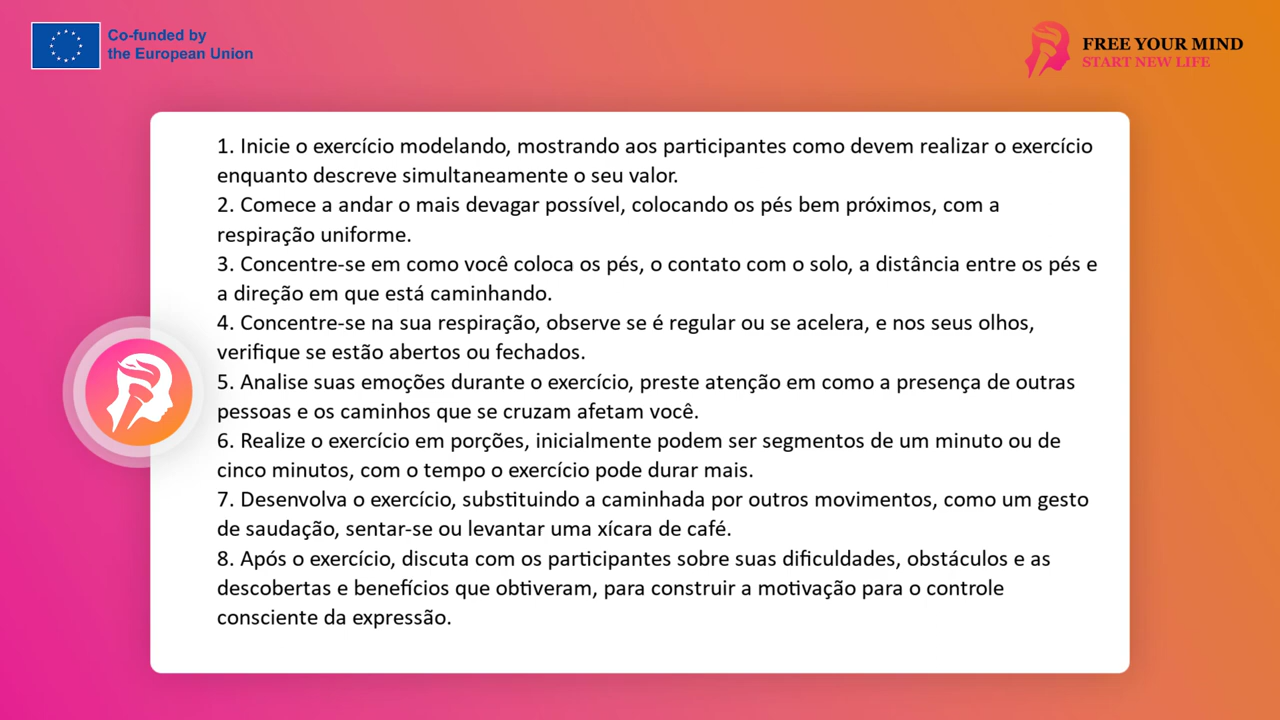 Co-funded by
the European Union
FREE YOUR MIND
START NEW LIFE
1. Inicie o exercício modelando, mostrando aos participantes como devem realizar o exercício
enquanto descreve simultaneamente o seu valor.
2. Comece a andar o mais devagar possível, colocando os pés bem próximos, com a
respiração uniforme.
3. Concentre-se em como você coloca os pés, o contato com o solo, a distância entre os pés e
a direção em que está caminhando.
4. Concentre-se na sua respiração, observe se é regular ou se acelera, e nos seus olhos,
verifique se estão abertos ou fechados.
5. Analise suas emoções durante o exercício, preste atenção em como a presença de outras
pessoas e os caminhos que se cruzam afetam você.
6. Realize o exercício em porções, inicialmente podem ser segmentos de um minuto ou de
cinco minutos, com o tempo o exercício pode durar mais.
7. Desenvolva o exercício, substituindo a caminhada por outros movimentos, como um gesto
de saudação, sentar-se ou levantar uma xícara de café.
8. Após o exercício, discuta com os participantes sobre suas dificuldades, obstáculos e as
descobertas e benefícios que obtiveram, para construir a motivação para o controle
consciente da expressão.